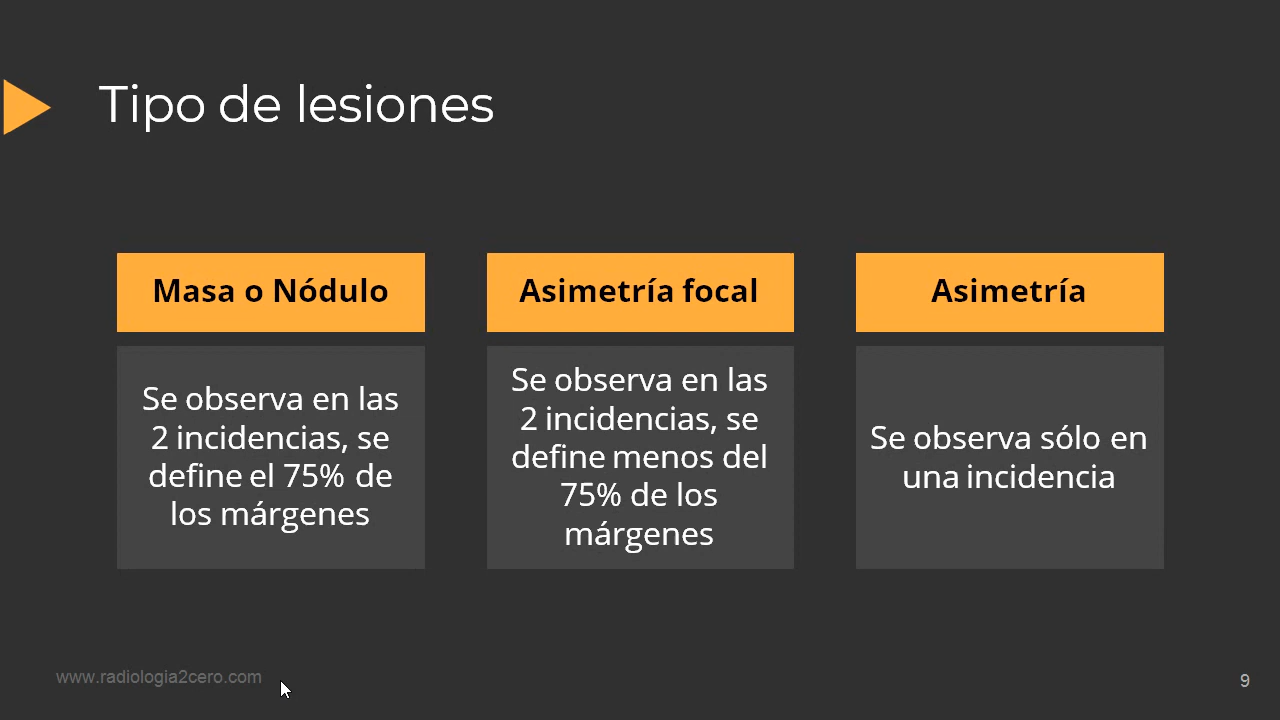 Tipo de lesiones
Masa o Nódulo
Se observa en las
2 incidencias, se
define el 75% de
los márgenes
Asimetría focal
Se observa en las
2 incidencias, se
define menos del
75% de los
márgenes
Asimetría
Se observa sólo en
una incidencia
www.radiologia2cero.com
9